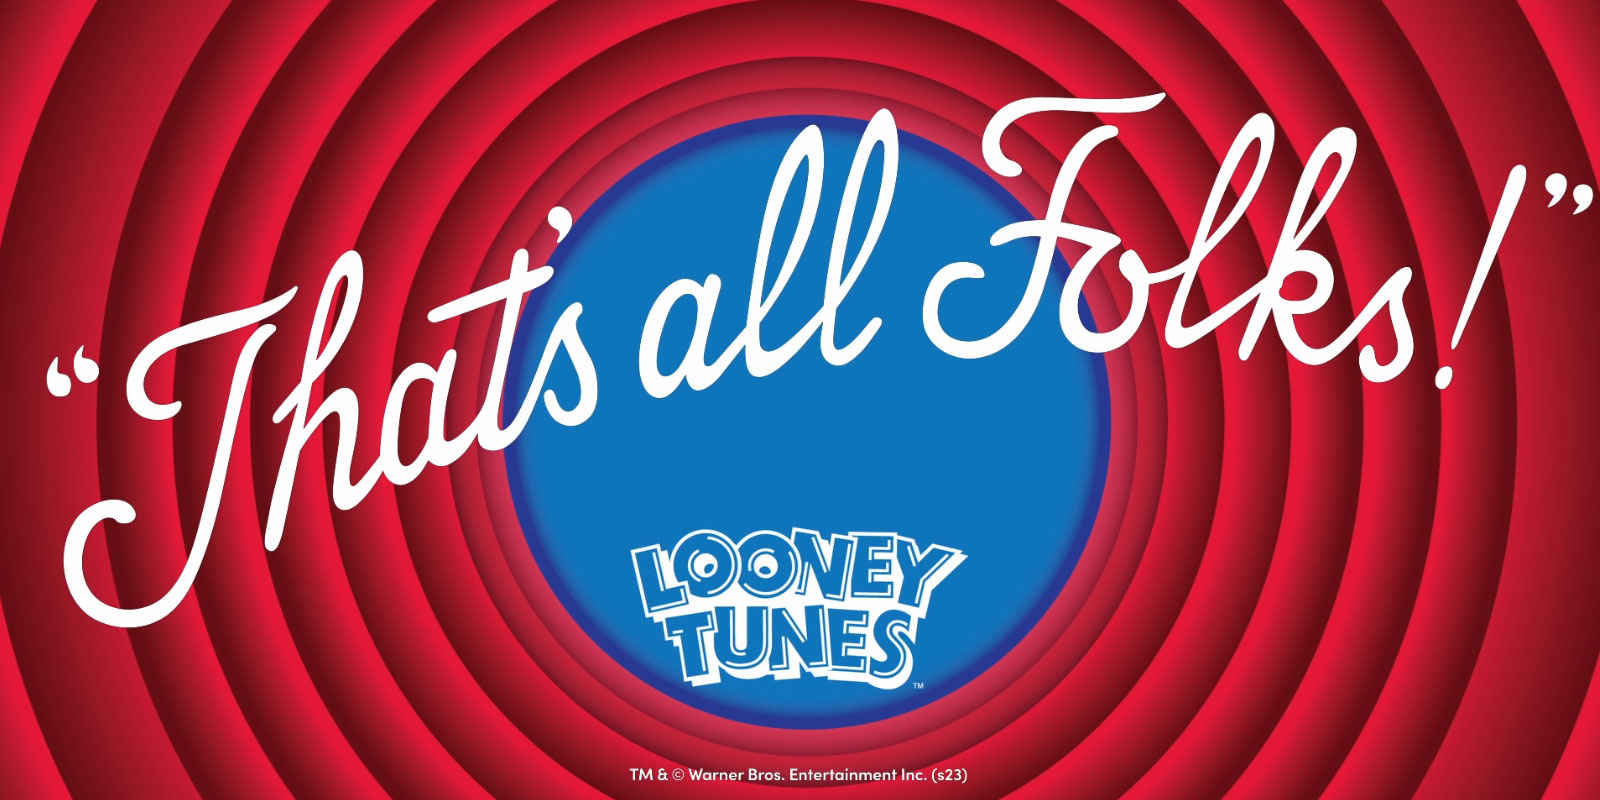 “That’s all Folks!”
LOONEY
TUNES
™
TM & © Warner Bros. Entertainment Inc. (s23)